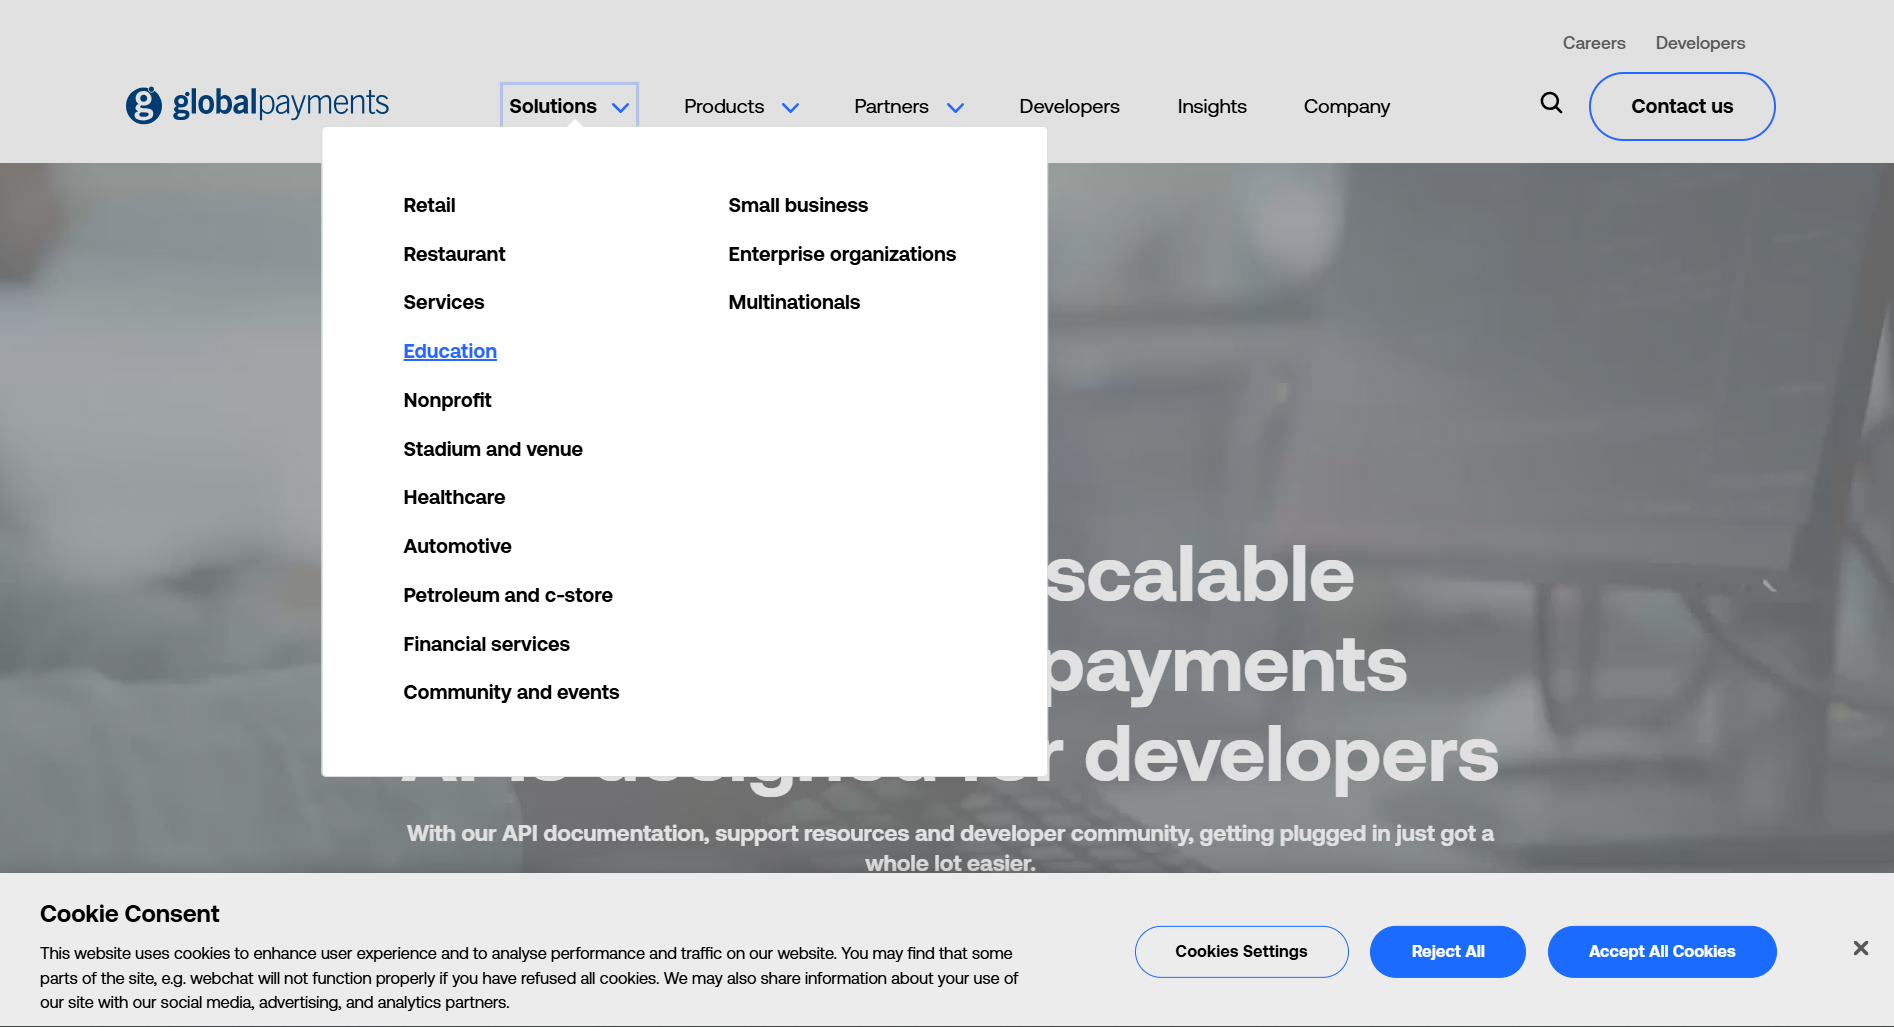 Careers Developers
globalpayments Solutions Products Partners Developers Insights Company Contact us
Retail Small business
Restaurant Enterprise organizations
Services Multinationals
Education
Nonprofit
Stadium and venue
Healthcare
Automotive
Petroleum and c-store
Financial services
Community and events
scalable
payments
developers
With our API documentation, support resources and developer community, getting plugged in just got a
whole lot easier.
Cookie Consent
This website uses cookies to enhance user experience and to analyse performance and traffic on our website. You may find that some
parts of the site, e.g. webchat will not function properly if you have refused all cookies. We may also share information about your use of
our site with our social media, advertising, and analytics partners.
Cookies Settings Reject All Accept All Cookies